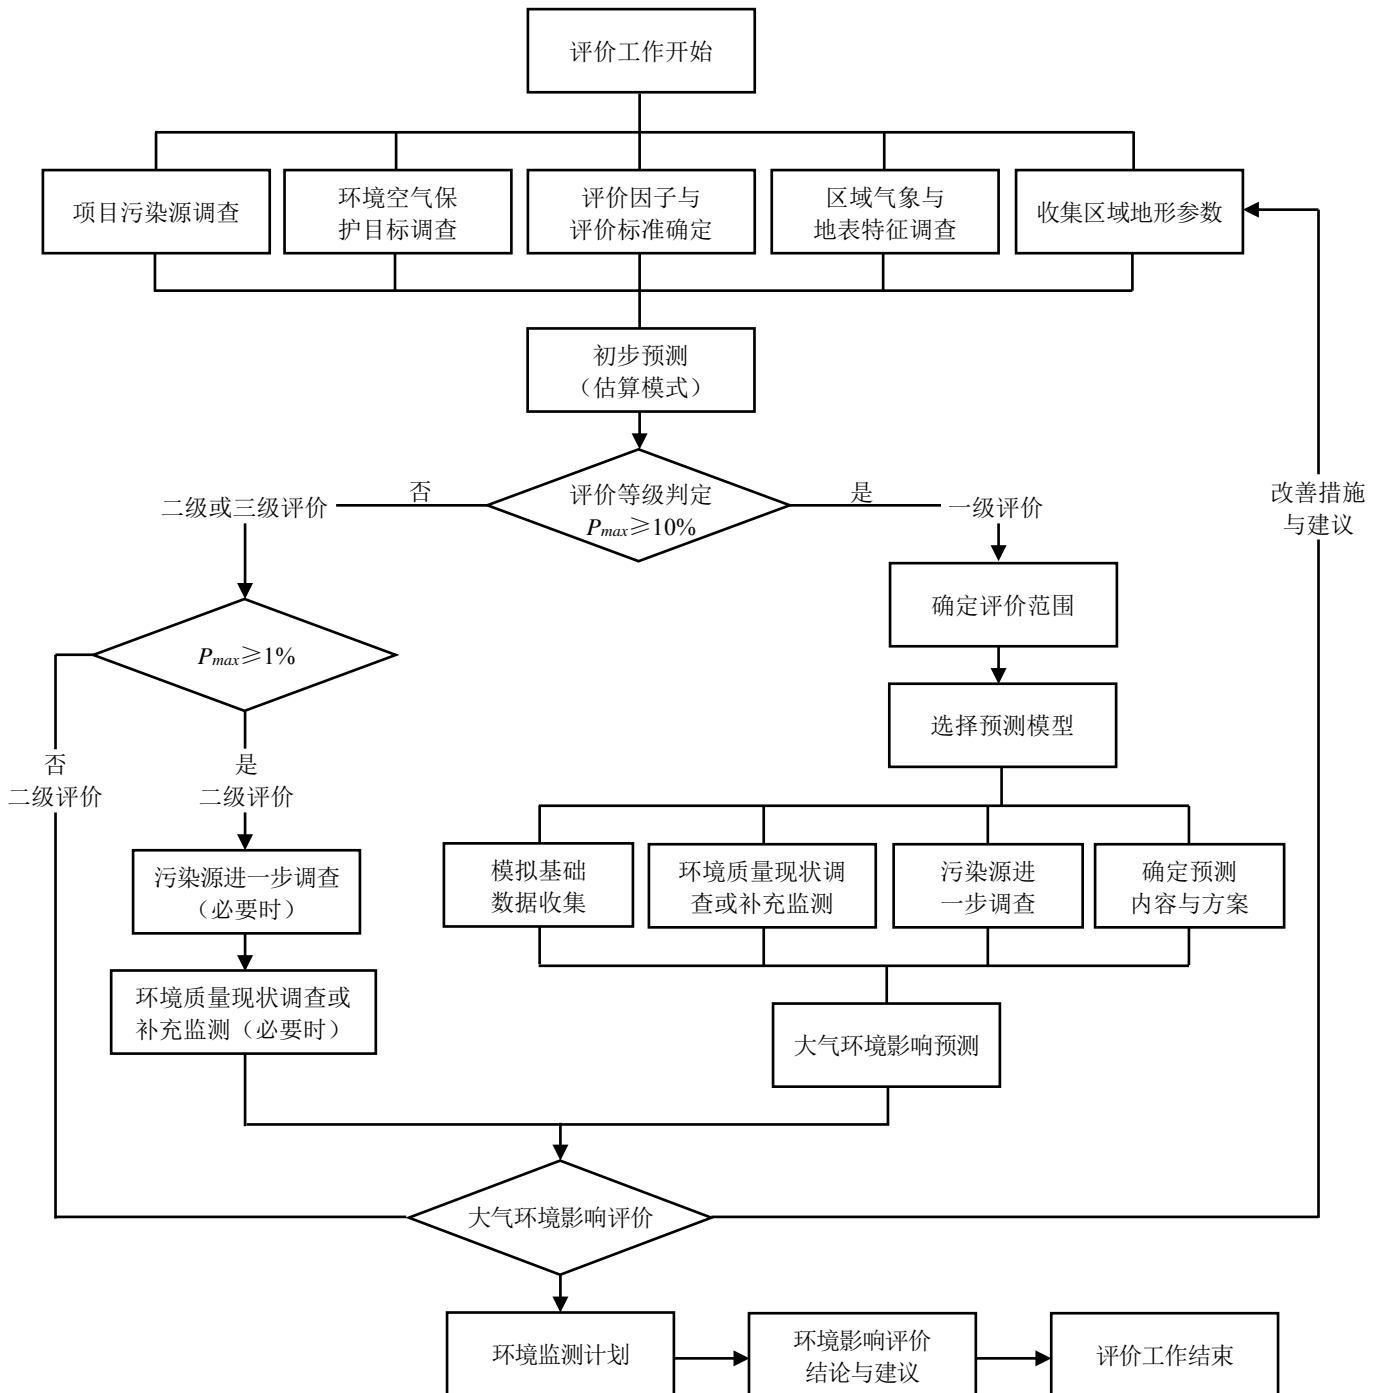 评价工作开始
项目污染源调查
环境空气保
护目标调查
评价因子与
评价标准确定
区域气象与
地表特征调查
收集区域地形参数
初步预测
（估算模式）
评价等级判定
Pmax≥10%
否
二级或三级评价
是
一级评价
改善措施
与建议
确定评价范围
Pmax≥1%
选择预测模型
否
二级评价
是
二级评价
污染源进一步调查
（必要时）
模拟基础
数据收集
环境质量现状调
查或补充监测
污染源进
一步调查
确定预测
内容与方案
环境质量现状调查或
补充监测（必要时）
大气环境影响预测
大气环境影响评价
环境监测计划
环境影响评价
结论与建议
评价工作结束